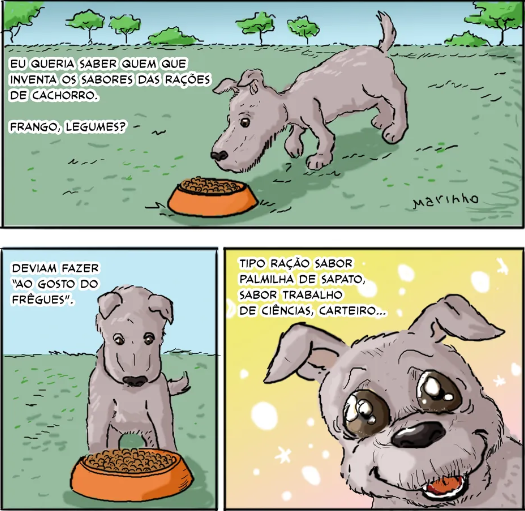 EU QUERIA SABER QUEM QUE
INVENTA OS SABORES DAS RAÇÕES
DE CACHORRO.
FRANGO, LEGUMES?
Marinho
DEVIAM FAZER
"AO GOSTO DO
FRÊGUES".
TIPO RAÇÃO SABOR
PALMILHA DE SAPATO,
SABOR TRABALHO
DE CIÊNCIAS, CARTEIRO...